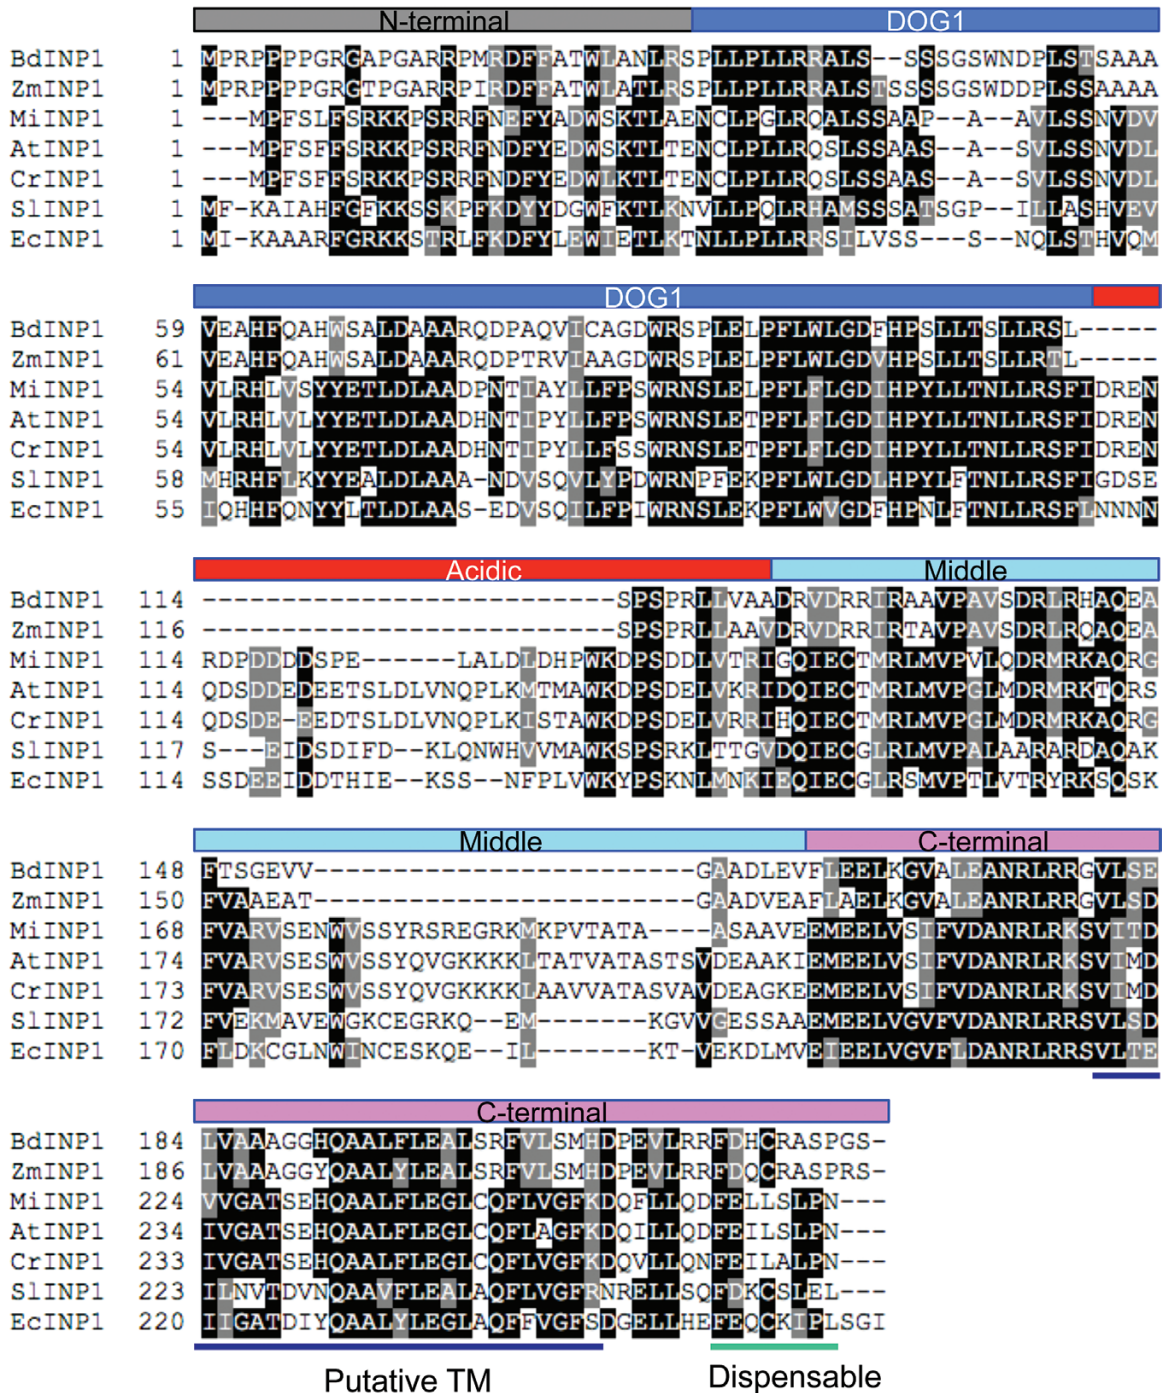 N-terminal DOG1
BdINP1 1 MPRPPPPPGRGAPGARRPMRDFFATWLANLRSPLLPLLRRALS--SSSGSWNDPLSTSAAA
ZmINP1 1 MPRPPPPPGRGTPGARRPIRDFFATWLATLRSPLLPLLRRALSTSSSSGSWDDPLSSAAAA
MiINP1 1 ---MPFSLFSRKKPSRRFNEFYADWSKTLAENCLPGLRQALSSAAP--A--AVLSSNVDV
AtINP1 1 ---MPFSFFSRKKPSRRFNDFYEDWSKTLTENCLPLLRQSLSSAAS--A--SVLSSNVDL
CrINP1 1 ---MPFSFFSRKKPSRRFNDFYEDWLKTLTENCLPLLRQSLSSAAS--A--SVLSSNVDL
SlINP1 1 MF-KAIAHFGFKKSSKPFKDYYDGWFKTLKNVLLPQLRHAMSSSATSGP--ILLASHVEV
EcINP1 1 MI-KAAARFGRKKSTRLFKDFYLEWIETLKTNLLPLLRRSILVSS---S--NQLSTHVQM
DOG1
BdINP1 59 VEAHFQAHWSALDAAARQDPAQVICAGDWRSPLELPFLWLGDFHPSLLTSLLRSL-----
ZmINP1 61 VEAHFQAHWSALDAAARQDPTRVIAAGDWRSPLELPFLWLGDVHPSLLTSLLRTL-----
MiINP1 54 VLRHLVSYYETLDLAADPNTIAYLLFPSWRNSLELPFLFLGDIHPYLLTNLLRSFIDREN
AtINP1 54 VLRHLVLYYETLDLAADHNTIPYLLFPSWRNSLETPFLFLGDIHPYLLTNLLRSFIDREN
CrINP1 54 VLRHLVLYYETLDLAADHNTIPYLLFSSWRNSLETPFLFLGDIHPYLLTNLLRSFIDREN
SlINP1 58 MHRHFLKYYEALDLAAA-NDVSQVLYPDWRNPFEKPFLWLGDLHPYLFTNLLRSFIGDSE
EcINP1 55 IQHHFQNYYLTLDLAAS-EDVSQILFPIWRNSLEKPFLWVGDFHPNLFTNLLRSFLNNNN
Acidic Middle
BdINP1 114 --------------------------SPSPRLLVAADRVDRRIRAAVPAVSDRLRHAQEA
ZmINP1 116 --------------------------SPSPRLLAAVDRVDRRIRTAVPAVSDRLRQAQEA
MiINP1 114 RDPDDDDSPE------LALDLDHPWKDPSDDLVTRIGQIECTMRLMVPVLQDRMRKAQRG
AtINP1 114 QDSDDEDEETSLDLVNQPLKMTMAWKDPSDELVKRIDQIECTMRLMVPGLMDRMRKTQRS
CrINP1 114 QDSDE-EEDTSLDLVNQPLKISTAWKDPSDELVRRIHQIECTMRLMVPGLMDRMRKAQRG
SlINP1 117 S---EIDSDIFD--KLQNWHVVMAWKSPSRKLTTGVDQIECGLRLMVPALAARARDAQAK
EcINP1 114 SSDEEIDDTHIE--KSS--NFPLVWKYPSKNLMNKIEQIECGLRSMVPTLVTRYRKSQSK
Middle C-terminal
BdINP1 148 FTSGEVV------------------------GAADLEVFLEELKGVALEANRLRRGVLSE
ZmINP1 150 FVAAEAT------------------------GAADVEAFLAELKGVALEANRLRRGVLSD
MiINP1 168 FVARVSENWVSSYRSREGRKMKPVTATA----ASAAVEEMEELVSIFVDANRLRKSVITD
AtINP1 174 FVARVSESWVSSYQVGKKKKLTATVATASTSVDEAAKIEMEELVSIFVDANRLRKSVIMD
CrINP1 173 FVARVSESWVSSYQVGKKKKLAAVVATASVAVDEAGKEEMEELVSIFVDANRLRKSVIMD
SlINP1 172 FVEKMAVEWGKCEGRKQ--EM-------KGVVGESSAAEMEELVGVFVDANRLRRSVLSD
EcINP1 170 FLDKCGLNWINCESKQE--IL-------KT-VEKDLMVEIEELVGVFLDANRLRRSVLTE
C-terminal
BdINP1 184 LVAAAGGHQAALFLEALSRFVLSMHDPEVLRRFDHCRASPGS-
ZmINP1 186 LVAAAGGYQAALYLEALSRFVLSMHDPEVLRRFDQCRASPRS-
MiINP1 224 VVGATSEHQAALFLEGLCQFLVGFKDQFLLQDFELLSLPN---
AtINP1 234 IVGATSEHQAALFLEGLCQFLAGFKDQILLQDFEILSLPN---
CrINP1 233 IVGATSEHQAALFLEGLCQFLVGFKDQVLLQNFEILALPN---
SlINP1 223 ILNVTDVNQAAVFLEALAQFLVGFRNRELLSQFDKCSLEL---
EcINP1 220 IIGATDIYQAALYLEGLAQFFVGFSDGELLHEFEQCKIPLSGI
Putative TM Dispensable